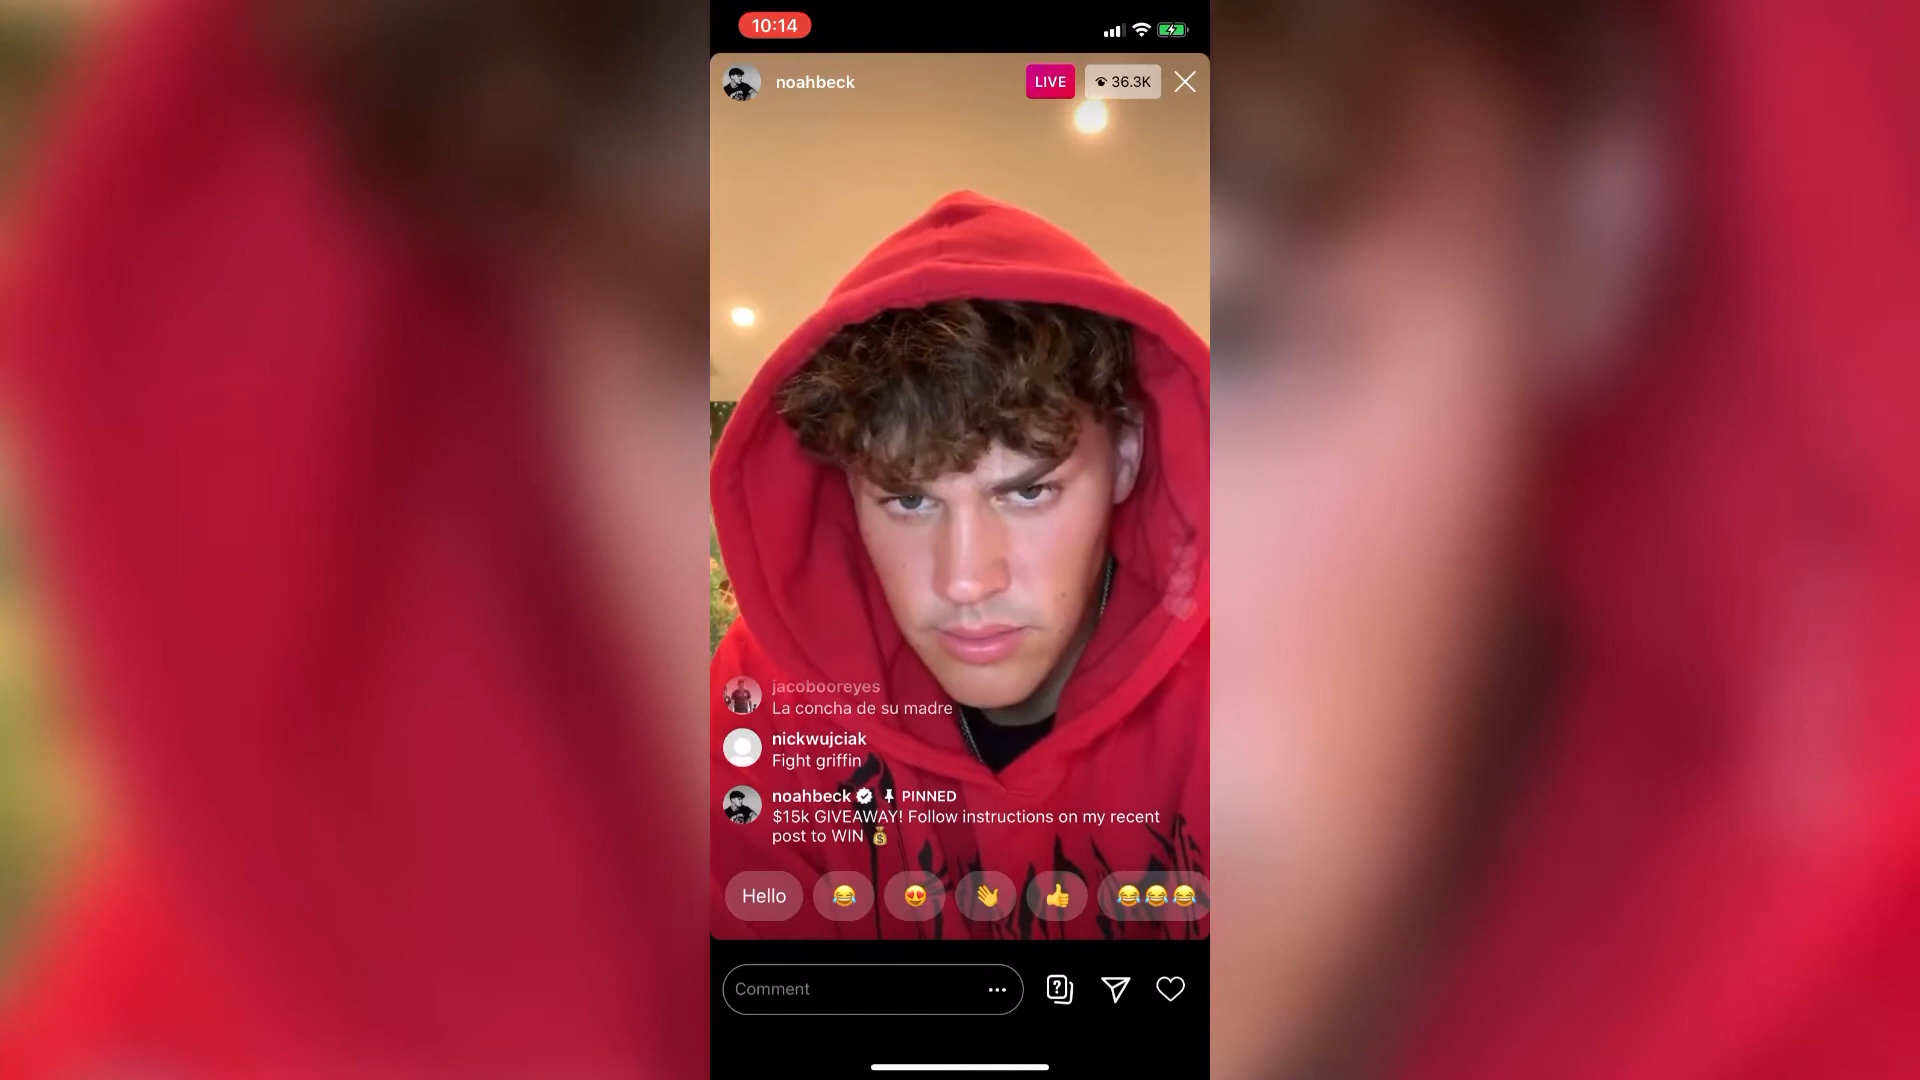 10:14
noahbeck
LIVE
36.3K
jacobooreyes
La concha de su madre
nickwujciak
Fight griffin
noahbeck PINNED
$15k GIVEAWAY! Follow instructions on my recent
post to WIN 💰
Hello 😂 😍 👋 👍 😂😂😂
Comment